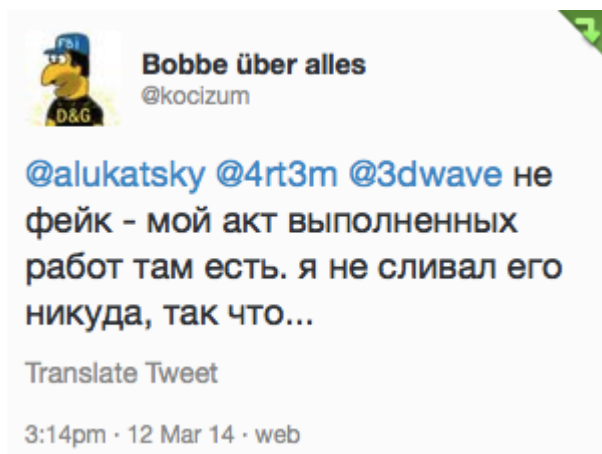 FBI
D&G
Bobbe über alles
@kocizum
@alukatsky @4rt3m @3dwave не
фейк - мой акт выполненных
работ там есть. я не сливал его
никуда, так что...
Translate Tweet
3:14pm · 12 Mar 14 · web